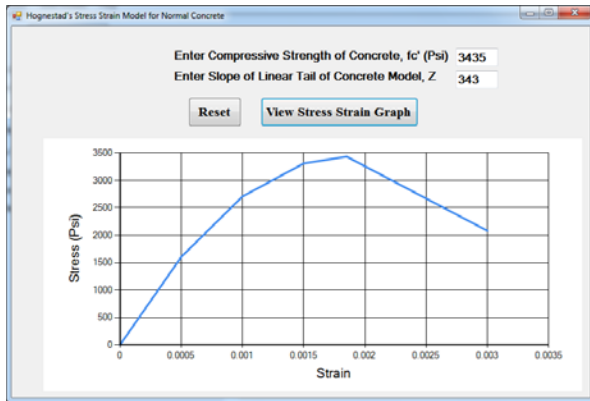 Hognestad's Stress Strain Model for Normal Concrete
Enter Compressive Strength of Concrete, fc' (Psi) 3435
Enter Slope of Linear Tail of Concrete Model, Z 343
Reset View Stress Strain Graph
3500
3000
2500
2000
1500
1000
500
0
Stress (Psi)
0 0.0005 0.001 0.0015 0.002 0.0025 0.003 0.0035
Strain